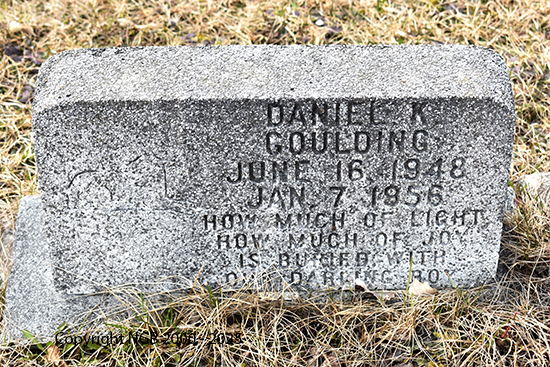 DANIEL K.
GOULDING
JUNE 16, 1948
JAN. 7, 1956
HOW MUCH OF LIGHT
HOW MUCH OF JOY
IS BURIED WITH
OUR DARLING BOY
Copyright